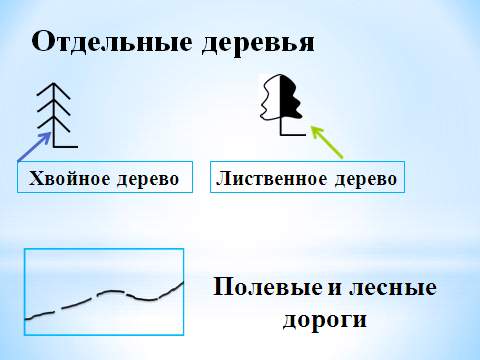 Отдельные деревья
Хвойное дерево
Лиственное дерево
Полевые и лесные
дороги